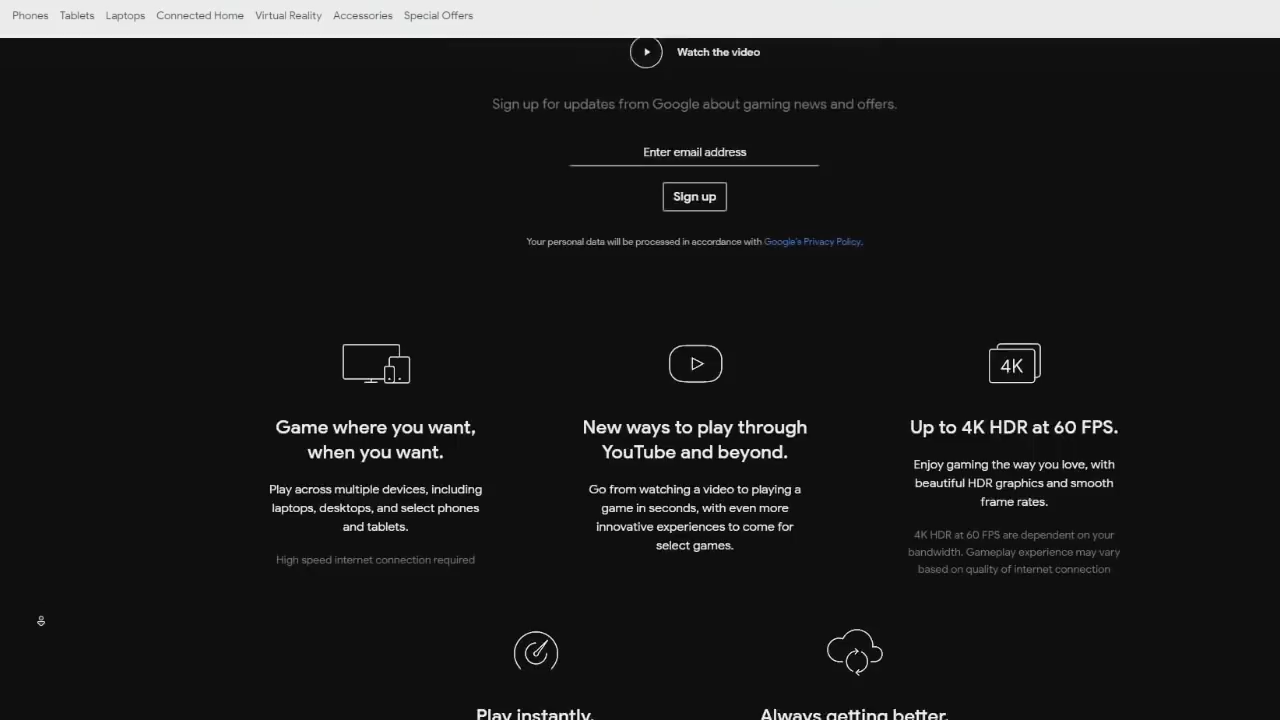 Phones Tablets Laptops Connected Home Virtual Reality Accessories Special Offers
Watch the video
Sign up for updates from Google about gaming news and offers.
Enter email address
Sign up
Your personal data will be processed in accordance with Google's Privacy Policy.
Game where you want,
when you want.
Play across multiple devices, including
laptops, desktops, and select phones
and tablets.
High speed internet connection required
New ways to play through
YouTube and beyond.
Go from watching a video to playing a
game in seconds, with even more
innovative experiences to come for
select games.
4K
Up to 4K HDR at 60 FPS.
Enjoy gaming the way you love, with
beautiful HDR graphics and smooth
frame rates.
4K HDR at 60 FPS are dependent on your
bandwidth. Gameplay experience may vary
based on quality of internet connection
Play instantly.
Always getting better.